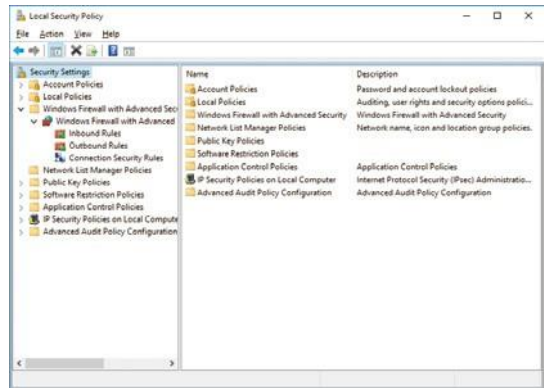 Local Security Policy
File Action View Help
Security Settings
Account Policies
Local Policies
Windows Firewall with Advanced Secu
Windows Firewall with Advanced
Inbound Rules
Outbound Rules
Connection Security Rules
Network List Manager Policies
Public Key Policies
Software Restriction Policies
Application Control Policies
IP Security Policies on Local Compute
Advanced Audit Policy Configuration
Name Description
Account Policies Password and account lockout policies
Local Policies Auditing, user rights and security options polici...
Windows Firewall with Advanced Security Windows Firewall with Advanced Security
Network List Manager Policies Network name, icon and location group policies.
Public Key Policies
Software Restriction Policies
Application Control Policies Application Control Policies
IP Security Policies on Local Computer Internet Protocol Security (IPsec) Administratio...
Advanced Audit Policy Configuration Advanced Audit Policy Configuration